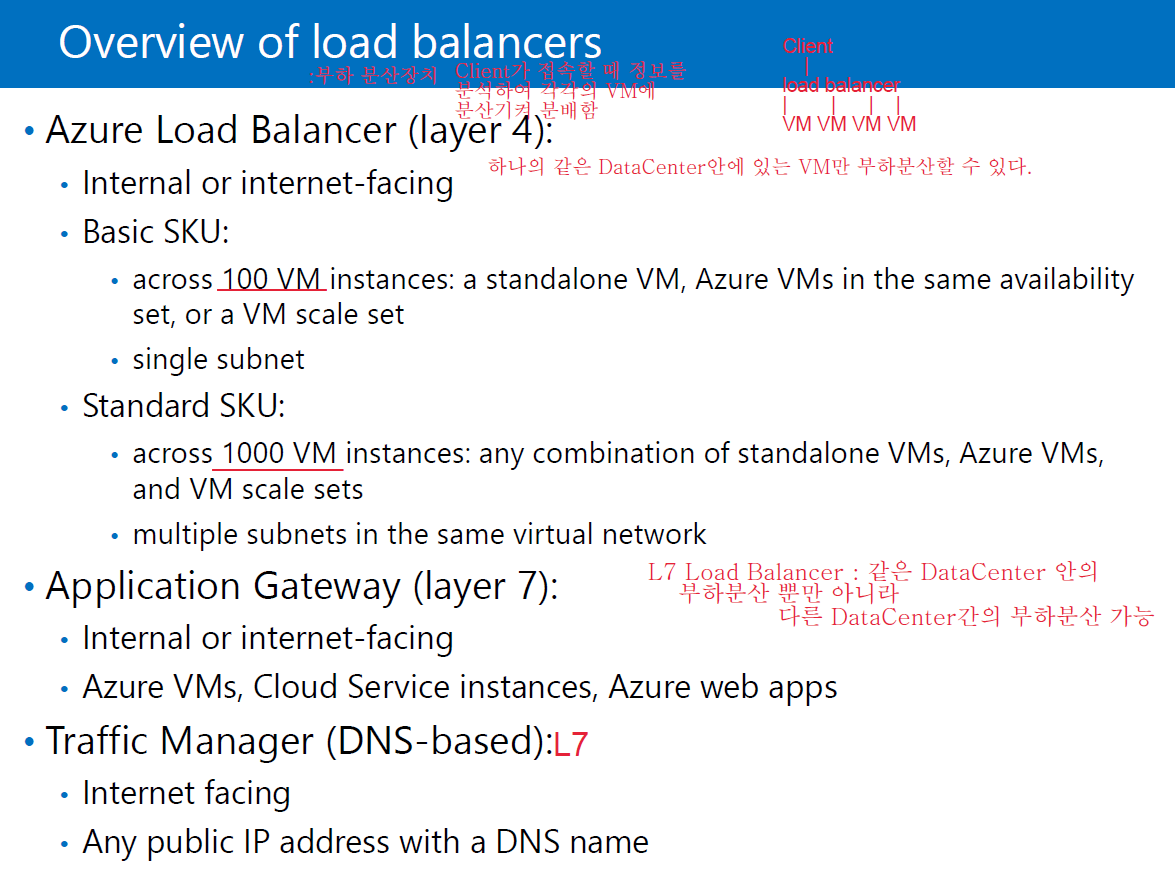 Overview of load balancers
:부하 분산장치
Client가 접속할 때 정보를
분석하여 각각의 VM에
분산기켜 분배함
Client
|
load balancer
| | | |
VM VM VM VM
• Azure Load Balancer (layer 4):
하나의 같은 DataCenter안에 있는 VM만 부하분산할 수 있다.
• Internal or internet-facing
• Basic SKU:
• across 100 VM instances: a standalone VM, Azure VMs in the same availability
set, or a VM scale set
• single subnet
• Standard SKU:
• across 1000 VM instances: any combination of standalone VMs, Azure VMs,
and VM scale sets
• multiple subnets in the same virtual network
• Application Gateway (layer 7):
L7 Load Balancer : 같은 DataCenter 안의
부하분산 뿐만 아니라
다른 DataCenter간의 부하분산 가능
• Internal or internet-facing
• Azure VMs, Cloud Service instances, Azure web apps
• Traffic Manager (DNS-based):L7
• Internet facing
• Any public IP address with a DNS name